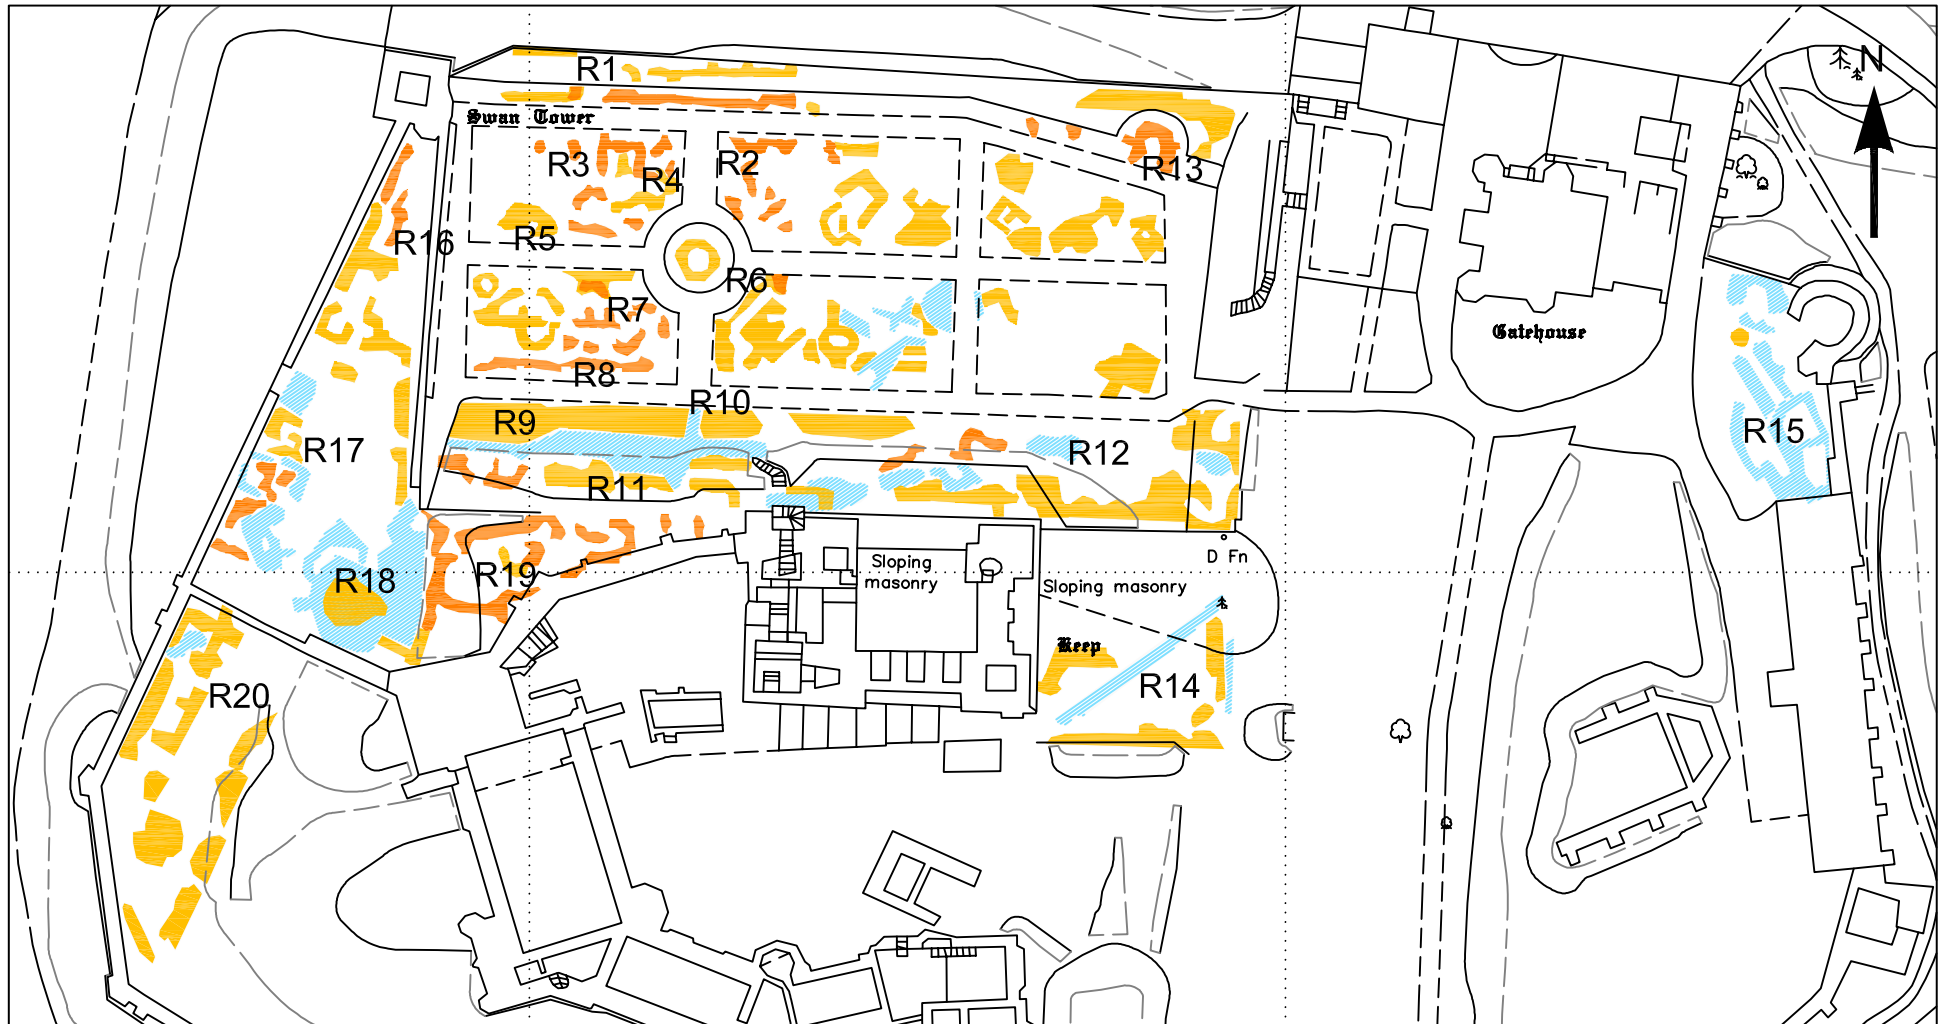 N
R1
Swan Tower
R3
R4
R2
R13
R5
R16
R6
R7
Gatehouse
R8
R10
R9
R17
R12
R15
R11
D Fn
Sloping
masonry
Sloping masonry
R18
R19
Keep
R14
R20